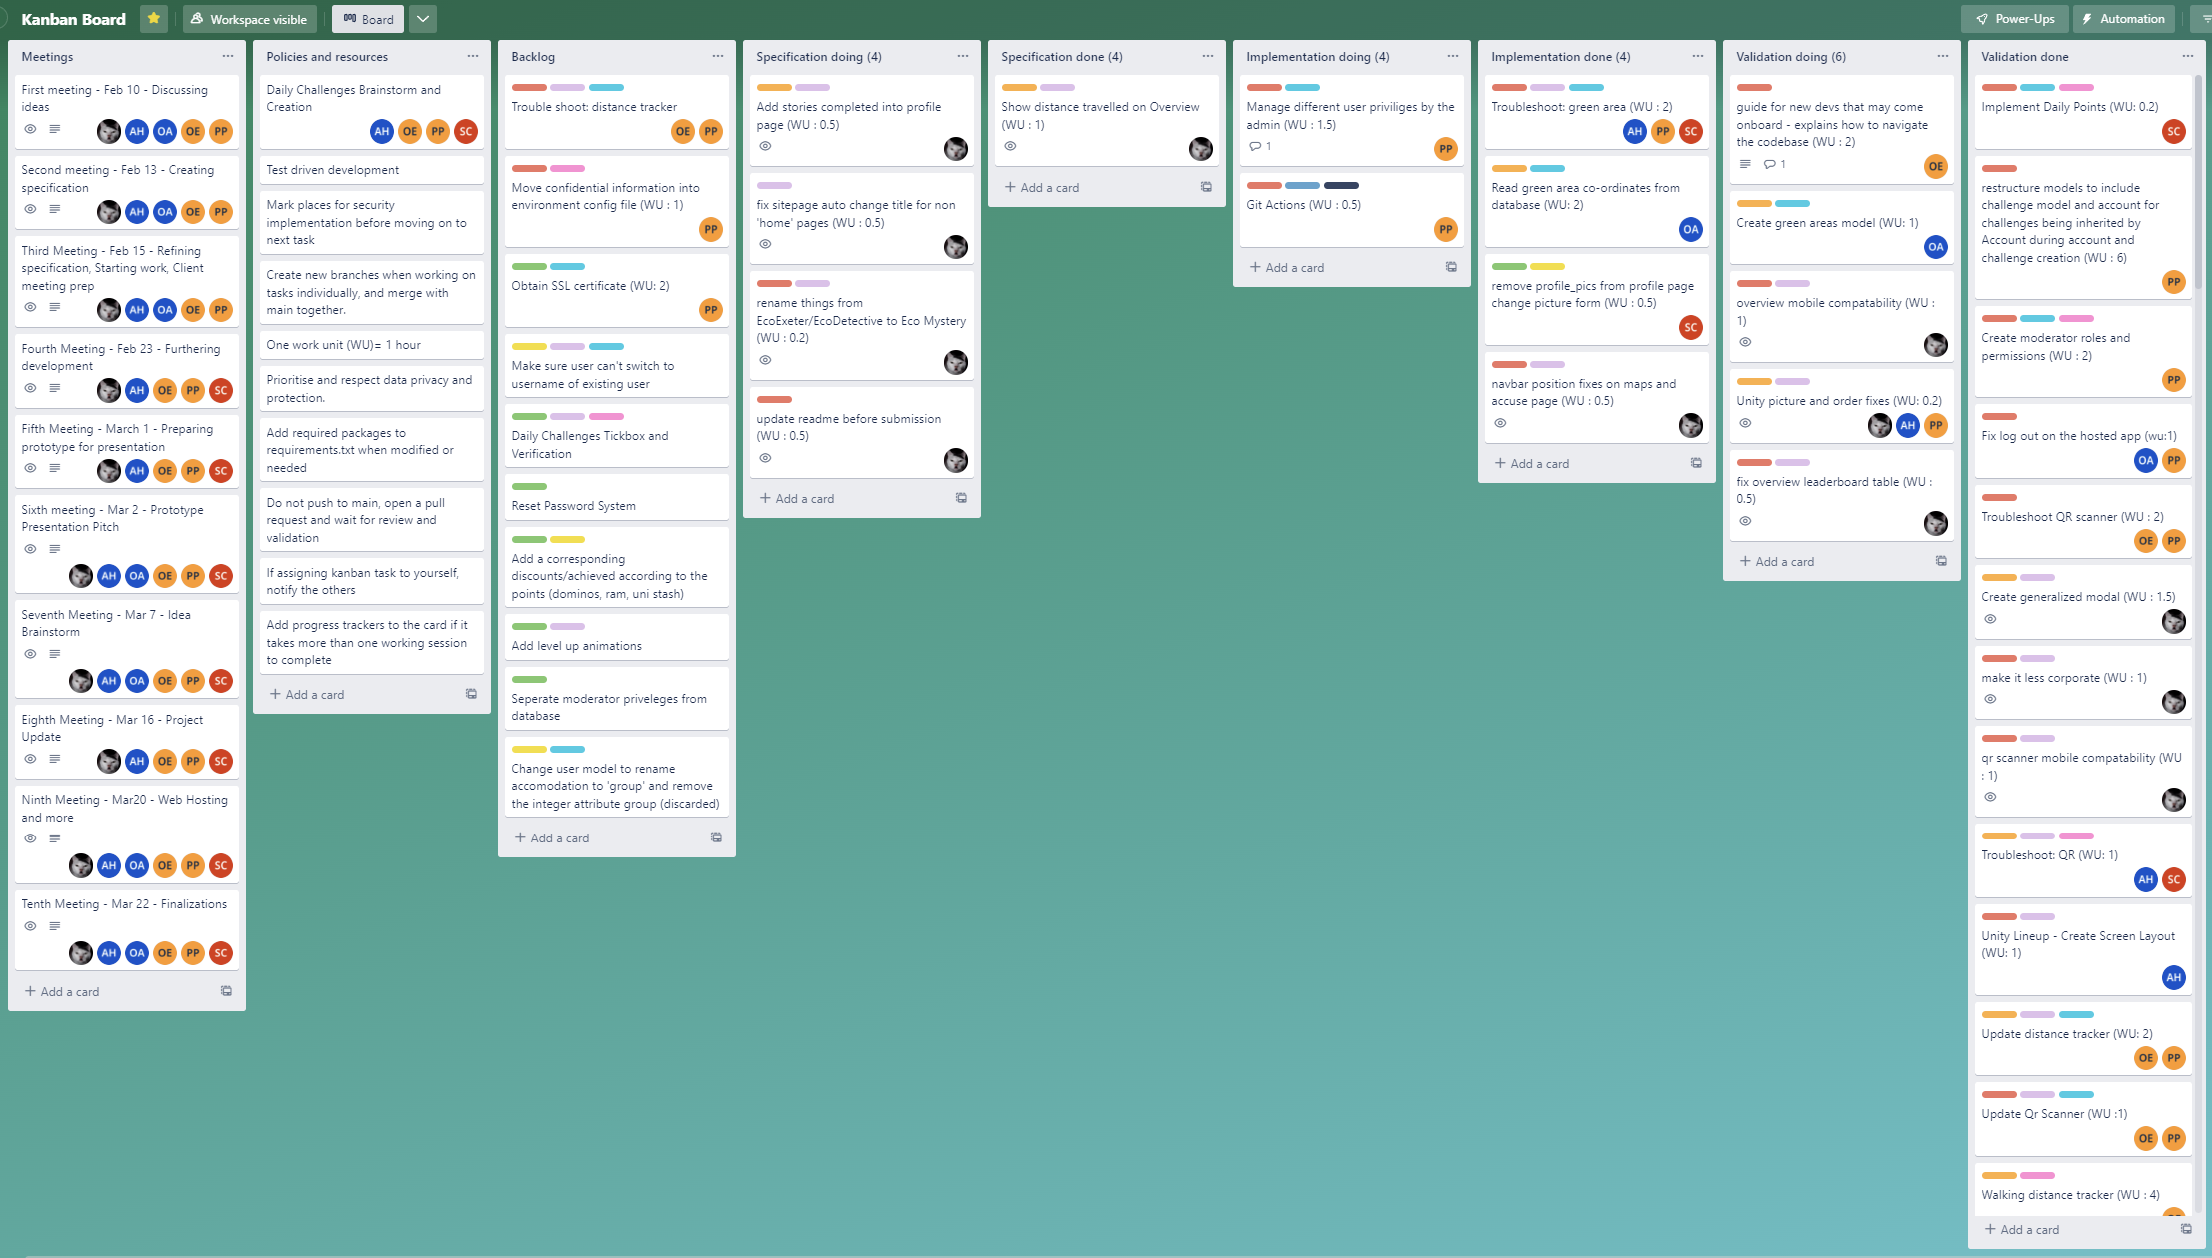 Kanban Board
Workspace visible
Board
Power-Ups
Automation
Meetings
First meeting - Feb 10 - Discussing
ideas
AH OA OE PP
Second meeting - Feb 13 - Creating
specification
AH OA OE PP
Third Meeting - Feb 15 - Refining
specification, Starting work, Client
meeting prep
AH OA OE PP
Fourth Meeting - Feb 23 - Furthering
development
AH OE PP SC
Fifth Meeting - March 1 - Preparing
prototype for presentation
AH OE PP SC
Sixth meeting - Mar 2 - Prototype
Presentation Pitch
AH OA OE PP SC
Seventh Meeting - Mar 7 - Idea
Brainstorm
AH OA OE PP SC
Eighth Meeting - Mar 16 - Project
Update
AH OE PP SC
Ninth Meeting - Mar20 - Web Hosting
and more
AH OA OE PP SC
Tenth Meeting - Mar 22 - Finalizations
AH OA OE PP SC
Add a card
Policies and resources
Daily Challenges Brainstorm and
Creation
AH OE PP SC
Test driven development
Mark places for security
implementation before moving on to
next task
Create new branches when working on
tasks individually, and merge with
main together.
One work unit (WU)= 1 hour
Prioritise and respect data privacy and
protection.
Add required packages to
requirements.txt when modified or
needed
Do not push to main, open a pull
request and wait for review and
validation
If assigning kanban task to yourself,
notify the others
Add progress trackers to the card if it
takes more than one working session
to complete
Add a card
Backlog
Trouble shoot: distance tracker
OE PP
Move confidential information into
environment config file (WU : 1)
PP
Obtain SSL certificate (WU: 2)
PP
Make sure user can't switch to
username of existing user
Daily Challenges Tickbox and
Verification
Reset Password System
Add a corresponding
discounts/achieved according to the
points (dominos, ram, uni stash)
Add level up animations
Seperate moderator priveleges from
database
Change user model to rename
accomodation to 'group' and remove
the integer attribute group (discarded)
Add a card
Specification doing (4)
Add stories completed into profile
page (WU : 0.5)
fix sitepage auto change title for non
'home' pages (WU : 0.5)
rename things from
EcoExeter/EcoDetective to Eco Mystery
(WU : 0.2)
update readme before submission
(WU : 0.5)
Add a card
Specification done (4)
Show distance travelled on Overview
(WU : 1)
Add a card
Implementation doing (4)
Manage different user priviliges by the
admin (WU : 1.5)
1
PP
Git Actions (WU : 0.5)
PP
Add a card
Implementation done (4)
Troubleshoot: green area (WU : 2)
AH PP SC
Read green area co-ordinates from
database (WU: 2)
OA
remove profile_pics from profile page
change picture form (WU : 0.5)
SC
navbar position fixes on maps and
accuse page (WU : 0.5)
Add a card
Validation doing (6)
guide for new devs that may come
onboard - explains how to navigate
the codebase (WU : 2)
1
OE
Create green areas model (WU: 1)
OA
overview mobile compatability (WU :
1)
Unity picture and order fixes (WU: 0.2)
AH PP
fix overview leaderboard table (WU :
0.5)
Add a card
Validation done
Implement Daily Points (WU: 0.2)
SC
restructure models to include
challenge model and account for
challenges being inherited by
Account during account and
challenge creation (WU : 6)
PP
Create moderator roles and
permissions (WU : 2)
PP
Fix log out on the hosted app (wu:1)
OA PP
Troubleshoot QR scanner (WU : 2)
OE PP
Create generalized modal (WU : 1.5)
make it less corporate (WU : 1)
qr scanner mobile compatability (WU
: 1)
Troubleshoot: QR (WU: 1)
AH SC
Unity Lineup - Create Screen Layout
(WU: 1)
AH
Update distance tracker (WU: 2)
OE PP
Update Qr Scanner (WU :1)
OE PP
Walking distance tracker (WU : 4)
Add a card